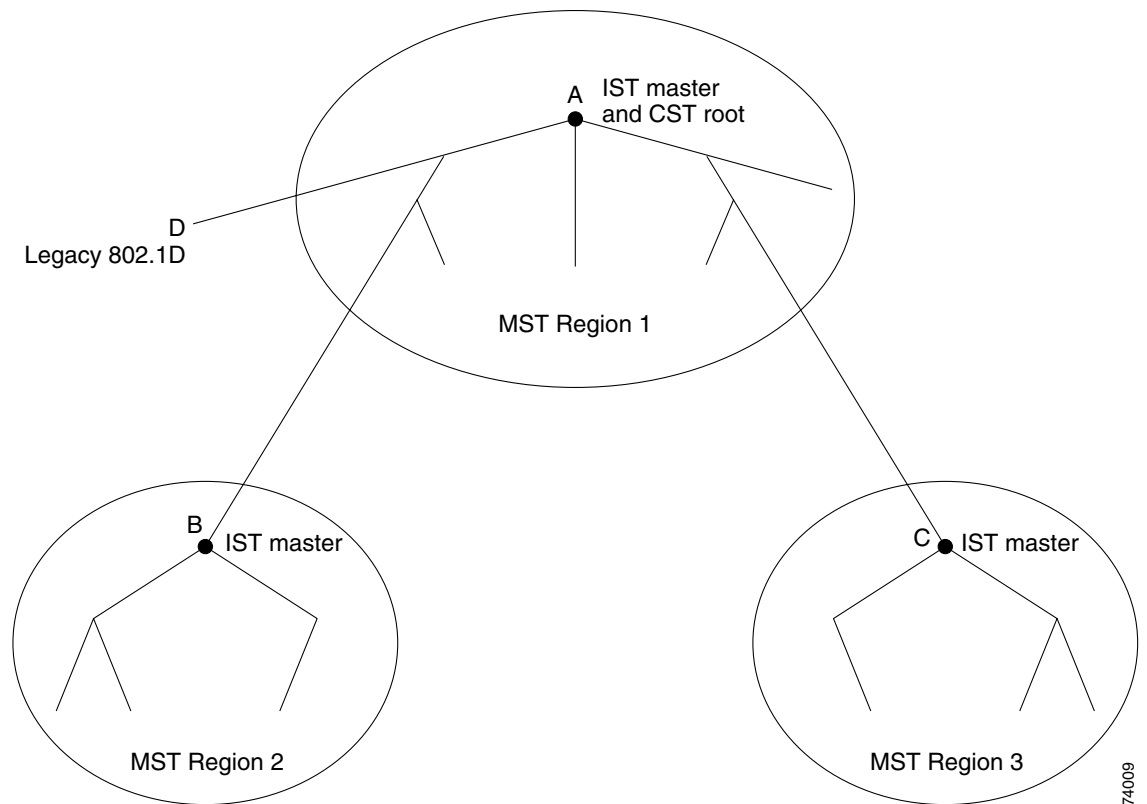 A
IST master
and CST root
D
Legacy 802.1D
MST Region 1
B
IST master
C
IST master
MST Region 2
MST Region 3
74009